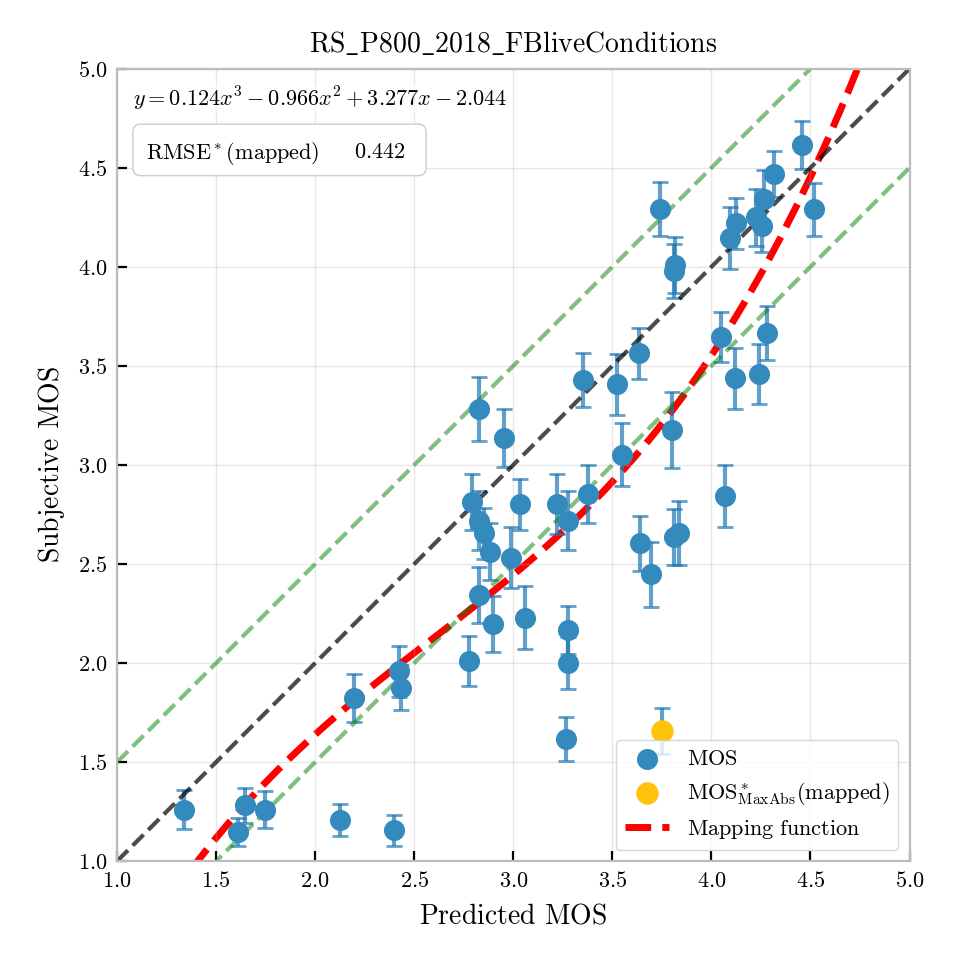 RS_P800_2018_FBliveConditions
y = 0.124x³ − 0.966x² + 3.277x − 2.044
RMSE*(mapped) 0.442
5.0
4.5
4.0
3.5
3.0
2.5
2.0
1.5
1.0
Subjective MOS
MOS
MOS*MaxAbs(mapped)
Mapping function
1.0 1.5 2.0 2.5 3.0 3.5 4.0 4.5 5.0
Predicted MOS